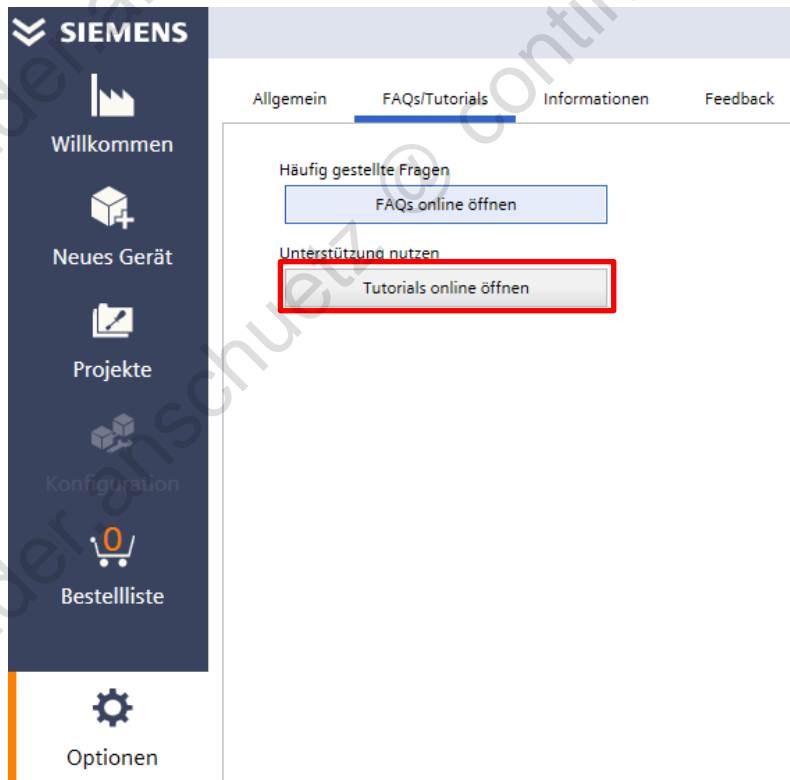 SIEMENS
Willkommen
Neues Gerät
Projekte
Konfiguration
0
Bestellliste
Optionen
Allgemein FAQs/Tutorials Informationen Feedback
Häufig gestellte Fragen
FAQs online öffnen
Unterstützung nutzen
Tutorials online öffnen